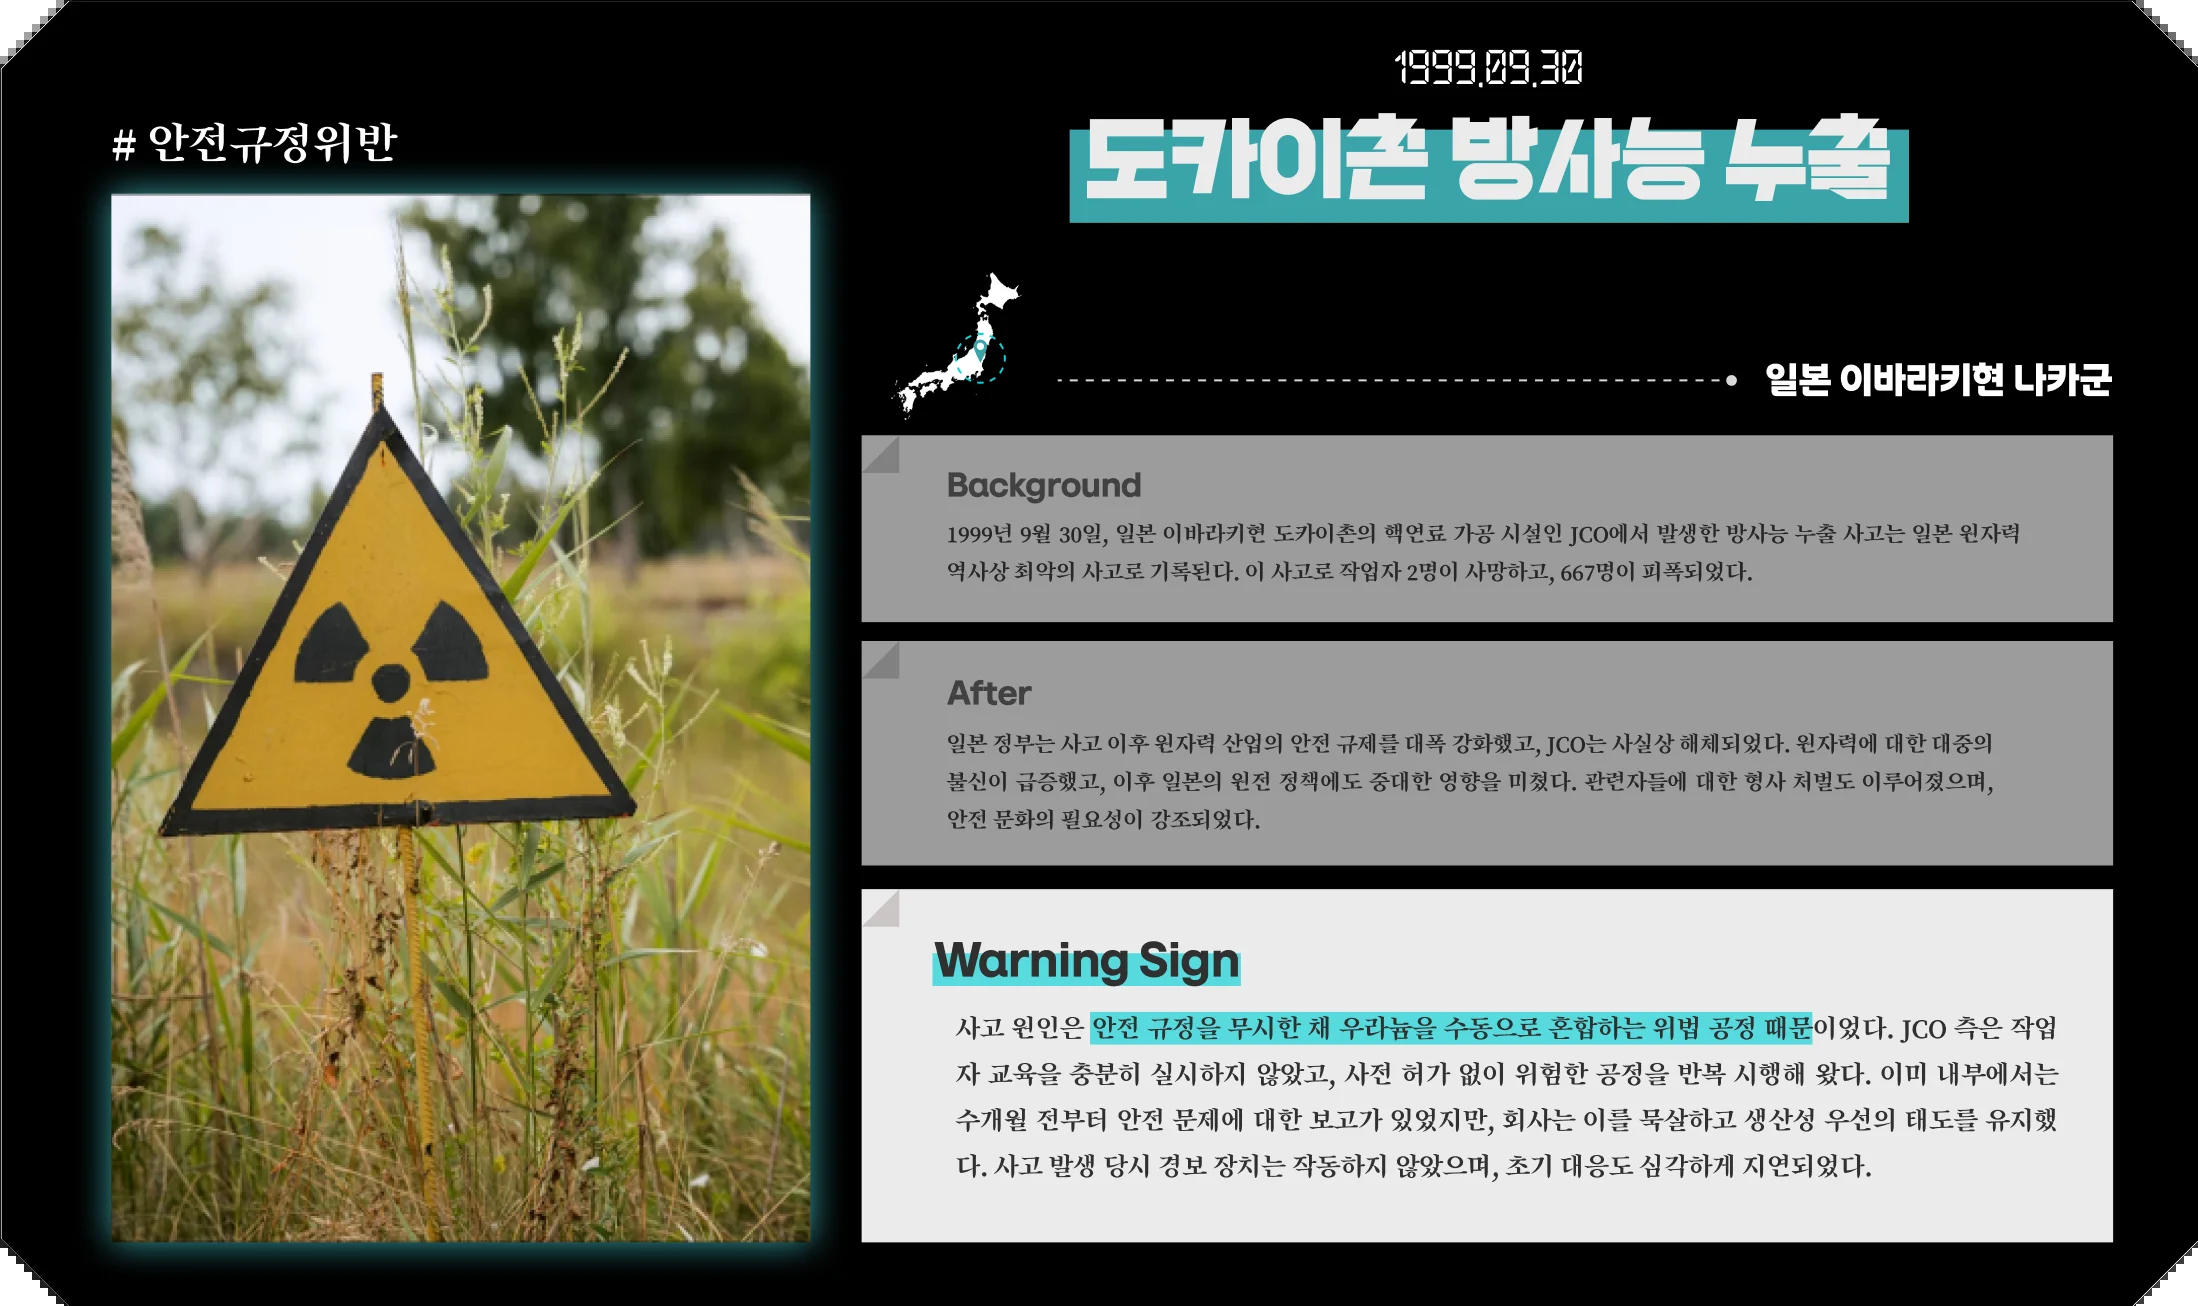 # 안전규정위반
1999.09.30
도카이촌 방사능 누출
일본 이바라키현 나카군
Background
1999년 9월 30일, 일본 이바라키현 도카이촌의 핵연료 가공 시설인 JCO에서 발생한 방사능 누출 사고는 일본 원자력
역사상 최악의 사고로 기록된다. 이 사고로 작업자 2명이 사망하고, 667명이 피폭되었다.
After
일본 정부는 사고 이후 원자력 산업의 안전 규제를 대폭 강화했고, JCO는 사실상 해체되었다. 원자력에 대한 대중의
불신이 급증했고, 이후 일본의 원전 정책에도 중대한 영향을 미쳤다. 관련자들에 대한 형사 처벌도 이루어졌으며,
안전 문화의 필요성이 강조되었다.
Warning Sign
사고 원인은 안전 규정을 무시한 채 우라늄을 수동으로 혼합하는 위법 공정 때문이었다. JCO 측은 작업
자 교육을 충분히 실시하지 않았고, 사전 허가 없이 위험한 공정을 반복 시행해 왔다. 이미 내부에서는
수개월 전부터 안전 문제에 대한 보고가 있었지만, 회사는 이를 묵살하고 생산성 우선의 태도를 유지했
다. 사고 발생 당시 경보 장치는 작동하지 않았으며, 초기 대응도 심각하게 지연되었다.